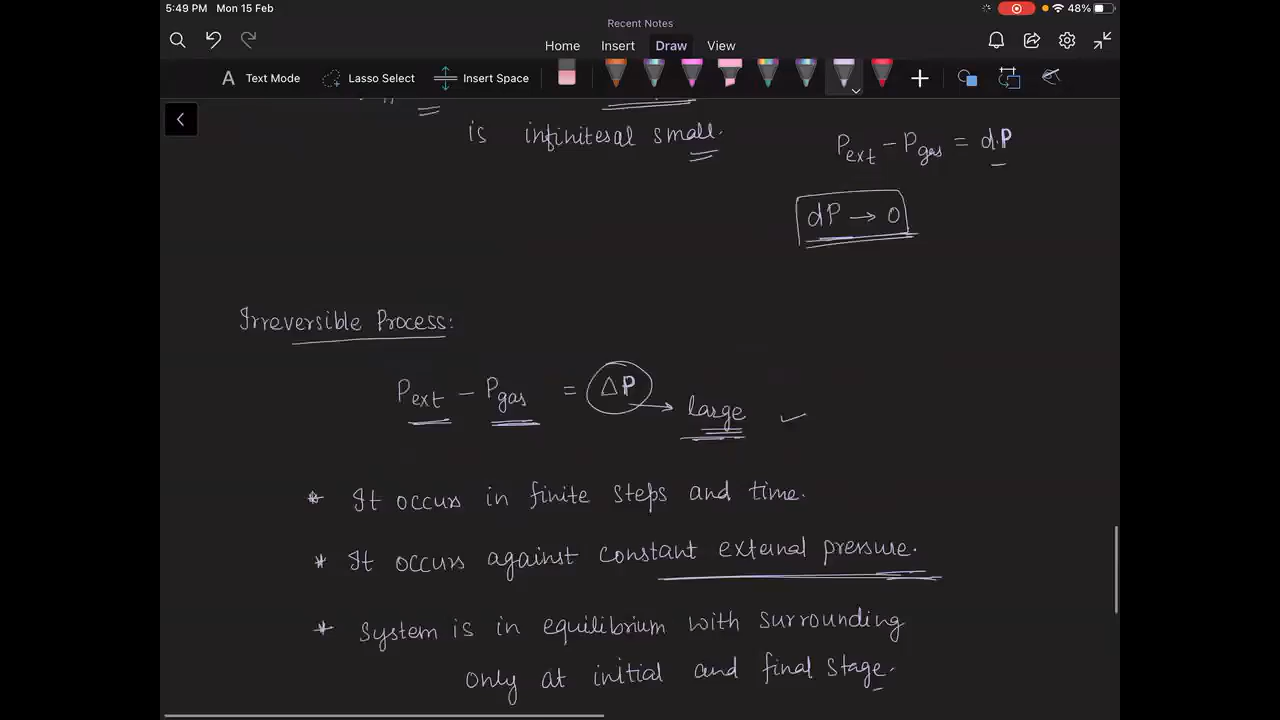 5:49 PM Mon 15 Feb
48%
Recent Notes
Home Insert Draw View
Text Mode Lasso Select Insert Space
is infinitesal small.
Pext - Pgas = dP
dP → 0
Irreversible Process:
Pext - Pgas = ΔP → large ✓
* It occurs in finite steps and time.
* It occurs against constant external pressure.
* System is in equilibrium with surrounding
only at initial and final stage.